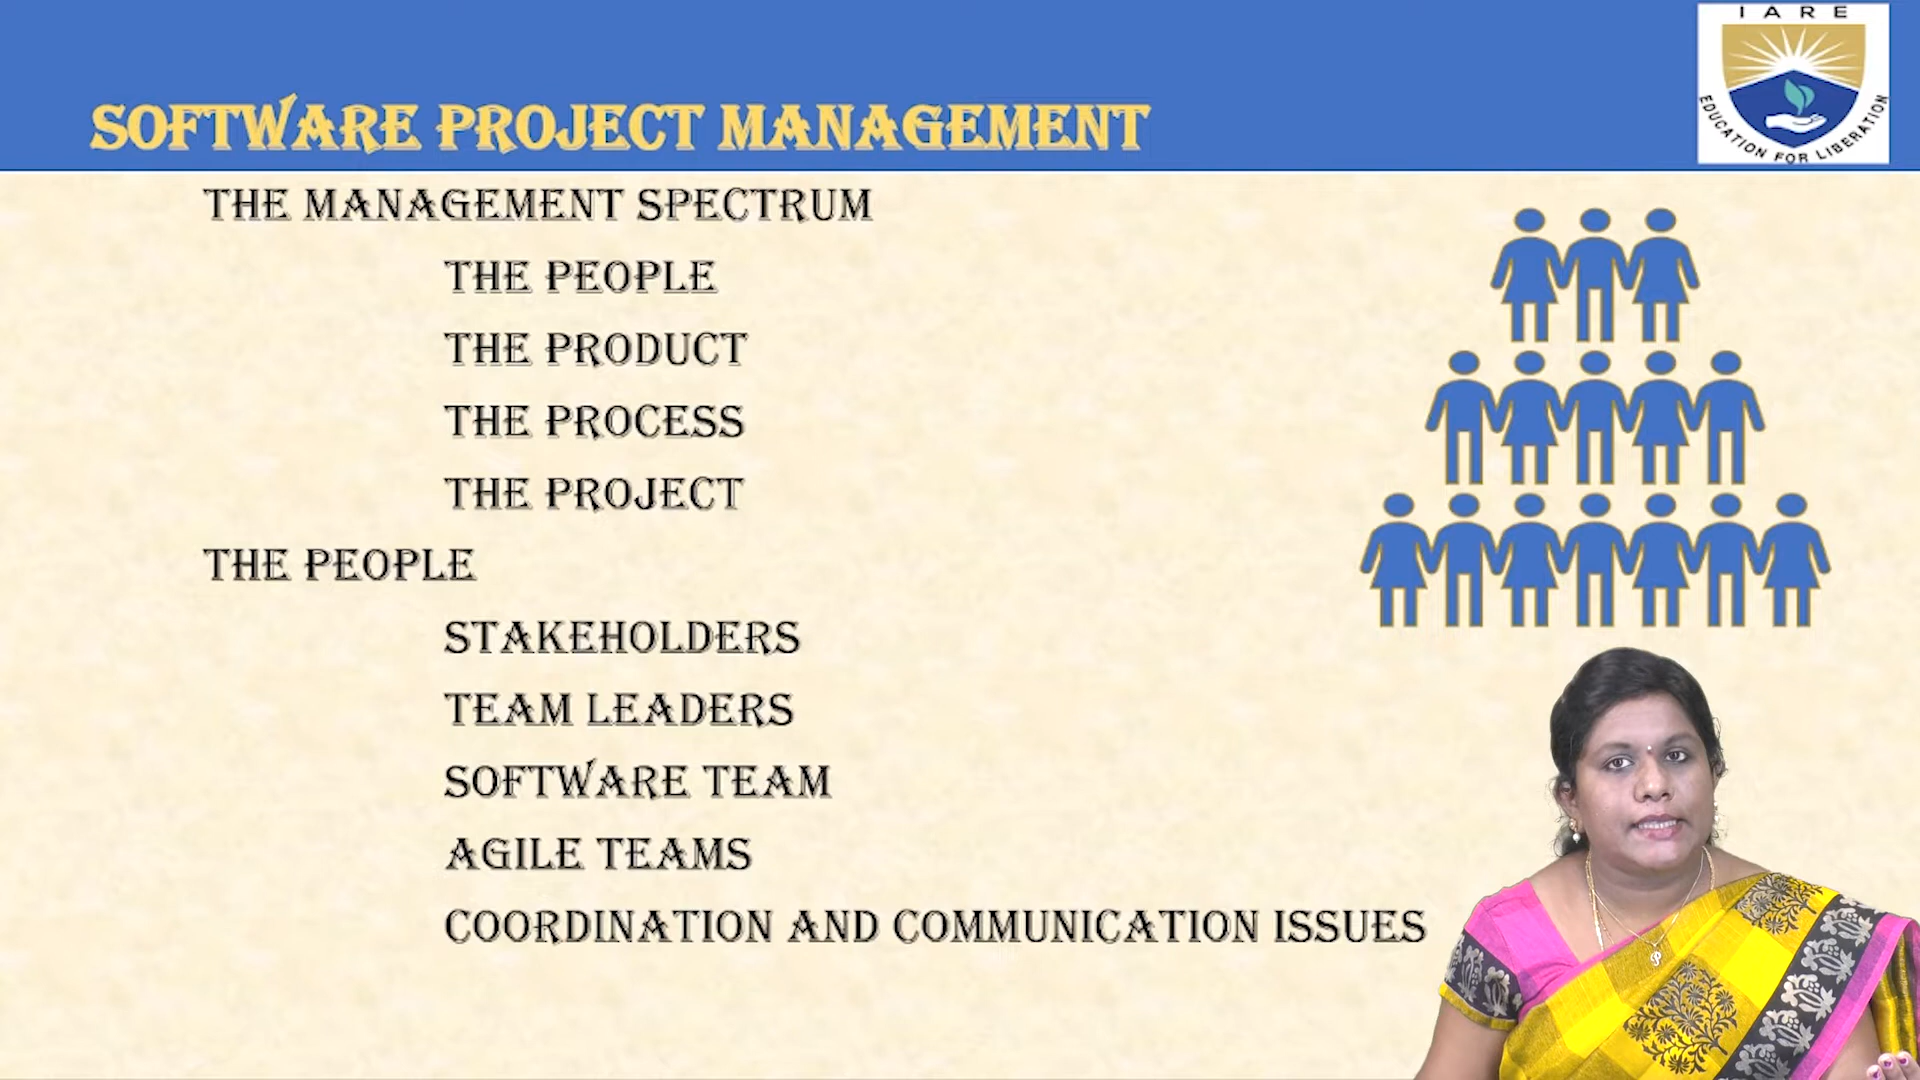 IARE
EDUCATION FOR LIBERATION
SOFTWARE PROJECT MANAGEMENT
THE MANAGEMENT SPECTRUM
THE PEOPLE
THE PRODUCT
THE PROCESS
THE PROJECT
THE PEOPLE
STAKEHOLDERS
TEAM LEADERS
SOFTWARE TEAM
AGILE TEAMS
COORDINATION AND COMMUNICATION ISSUES
P